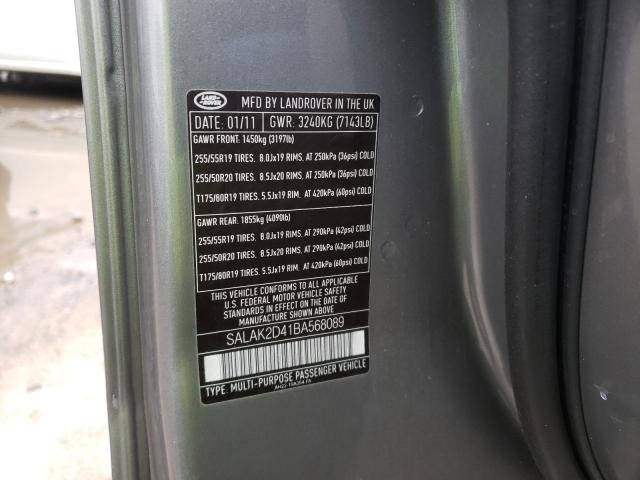 LAND ROVER
MFD BY LANDROVER IN THE UK
DATE: 01/11 GWR: 3240KG (7143LB)
GAWR FRONT: 1450kg (3197lb)
255/55R19 TIRES. 8.0Jx19 RIMS, AT 250kPa (36psi) COLD
255/50R20 TIRES. 8.5Jx20 RIMS, AT 250kPa (36psi) COLD
T175/80R19 TIRES. 5.5Jx19 RIM, AT 420kPa (60psi) COLD
GAWR REAR. 1855kg (4090lb)
255/55R19 TIRES. 8.0Jx19 RIMS, AT 290kPa (42psi) COLD
255/50R20 TIRES. 8.5Jx20 RIMS, AT 290kPa (42psi) COLD
T175/80R19 TIRES. 5.5Jx19 RIM, AT 420kPa (60psi) COLD
THIS VEHICLE CONFORMS TO ALL APPLICABLE
U.S. FEDERAL MOTOR VEHICLE SAFETY
STANDARDS IN EFFECT ON THE DATE OF
MANUFACTURE SHOWN ABOVE
SALAK2D41BA568089
TYPE: MULTI-PURPOSE PASSENGER VEHICLE